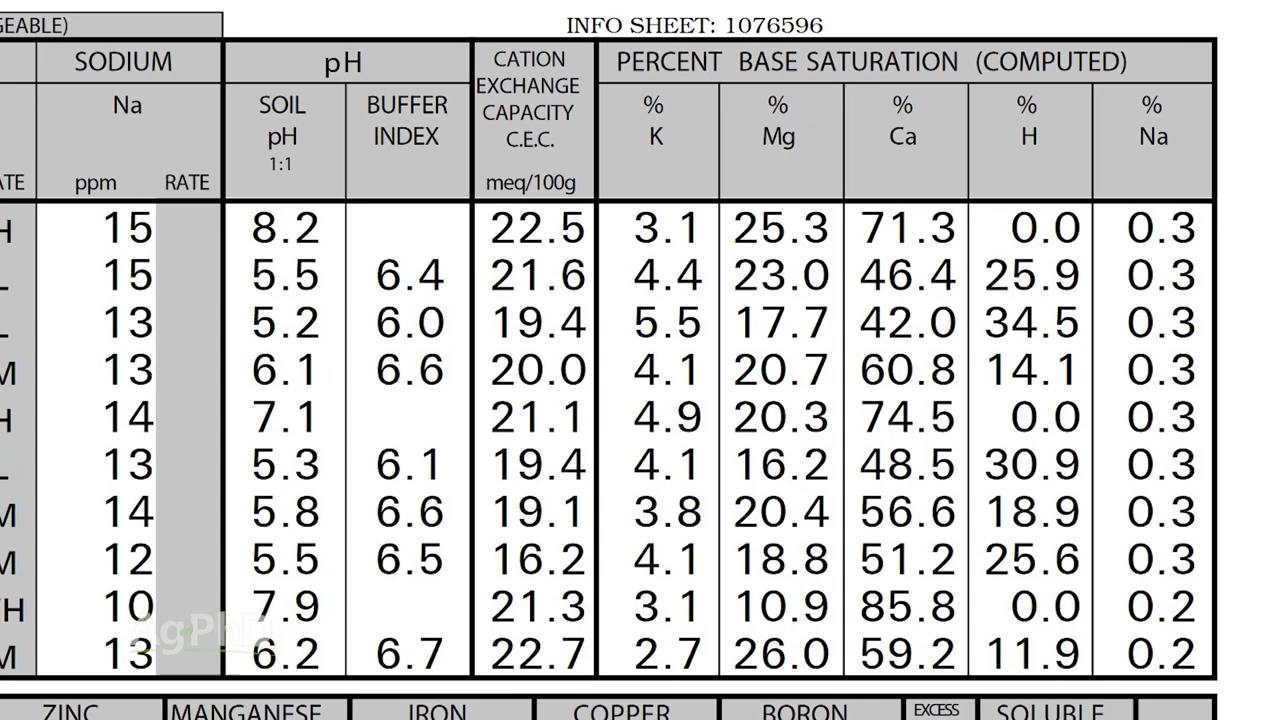 GEABLE) INFO SHEET: 1076596
SODIUM pH CATION EXCHANGE CAPACITY C.E.C. PERCENT BASE SATURATION (COMPUTED)
Na SOIL pH 1:1 BUFFER INDEX % K % Mg % Ca % H % Na
ATE ppm RATE meq/100g
H 15 8.2 22.5 3.1 25.3 71.3 0.0 0.3
L 15 5.5 6.4 21.6 4.4 23.0 46.4 25.9 0.3
L 13 5.2 6.0 19.4 5.5 17.7 42.0 34.5 0.3
M 13 6.1 6.6 20.0 4.1 20.7 60.8 14.1 0.3
H 14 7.1 21.1 4.9 20.3 74.5 0.0 0.3
L 13 5.3 6.1 19.4 4.1 16.2 48.5 30.9 0.3
M 14 5.8 6.6 19.1 3.8 20.4 56.6 18.9 0.3
M 12 5.5 6.5 16.2 4.1 18.8 51.2 25.6 0.3
H 10 7.9 21.3 3.1 10.9 85.8 0.0 0.2
AgPhD
M 13 6.2 6.7 22.7 2.7 26.0 59.2 11.9 0.2
ZINC MANGANESE IRON COPPER BORON EXCESS SOLUBLE